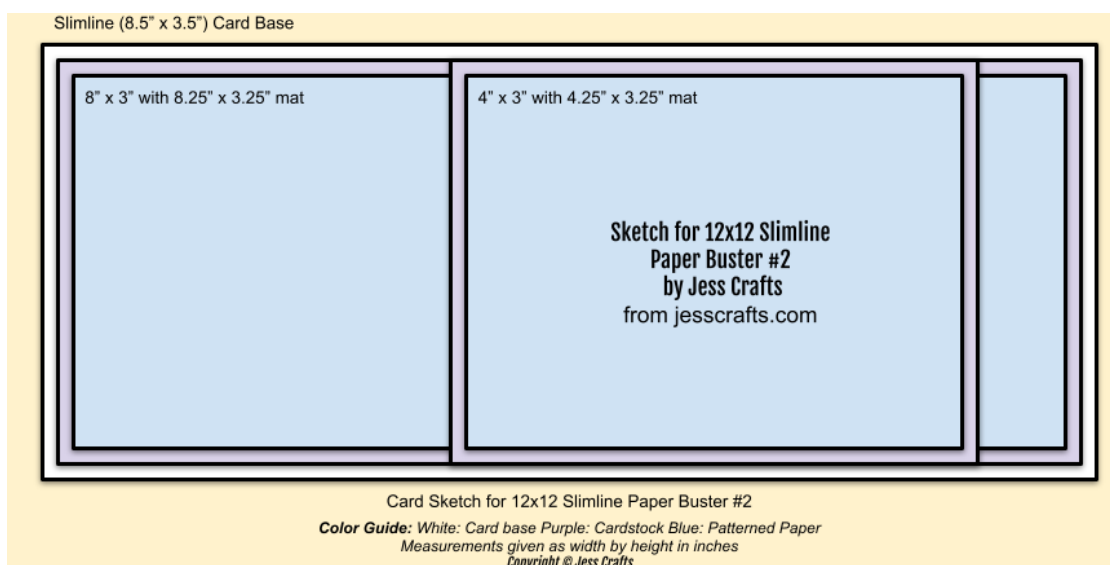 Slimline (8.5” x 3.5”) Card Base
8” x 3” with 8.25” x 3.25” mat
4” x 3” with 4.25” x 3.25” mat
Sketch for 12x12 Slimline
Paper Buster #2
by Jess Crafts
from jesscrafts.com
Card Sketch for 12x12 Slimline Paper Buster #2
Color Guide: White: Card base Purple: Cardstock Blue: Patterned Paper
Measurements given as width by height in inches
Copyright © Jess Crafts